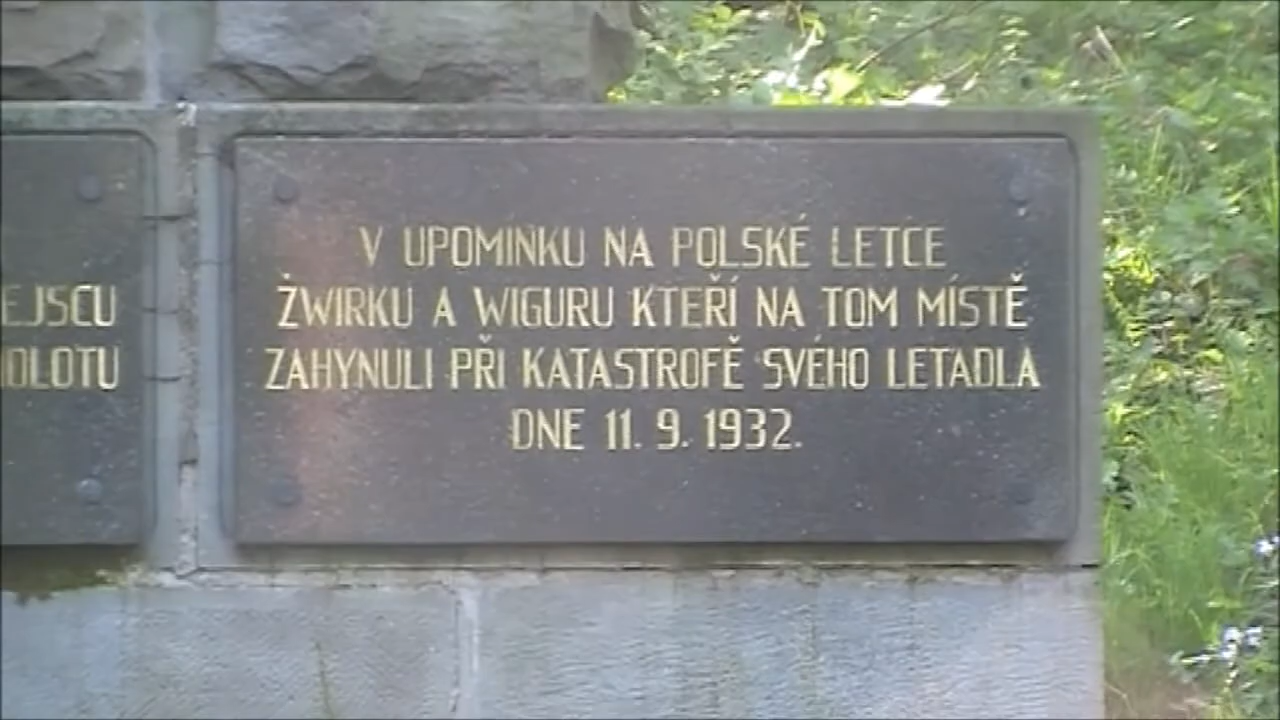 EJSCU
OLOTU
V UPOMINKU NA POLSKÉ LETCE
ŽWIRKU A WIGURU KTEŘÍ NA TOM MÍSTĚ
ZAHYNULI PŘI KATASTROFĚ SVÉHO LETADLA
DNE 11. 9. 1932.